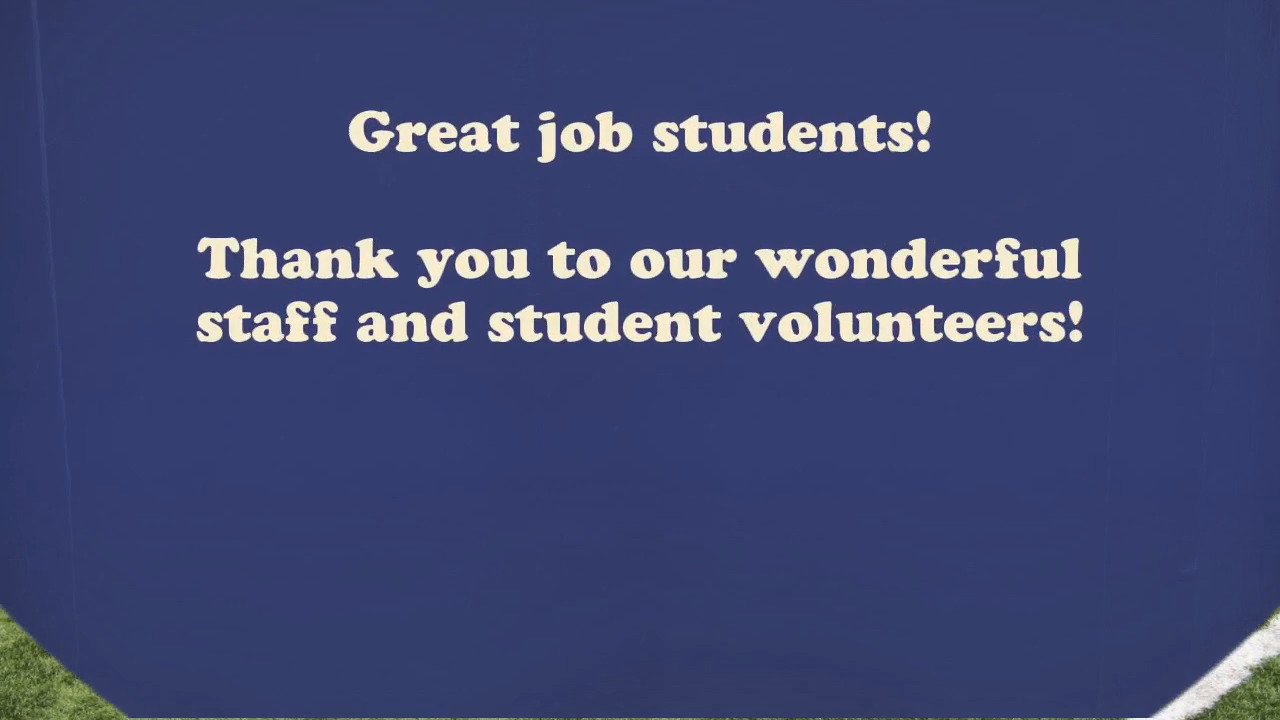 Great job students!
Thank you to our wonderful
staff and student volunteers!